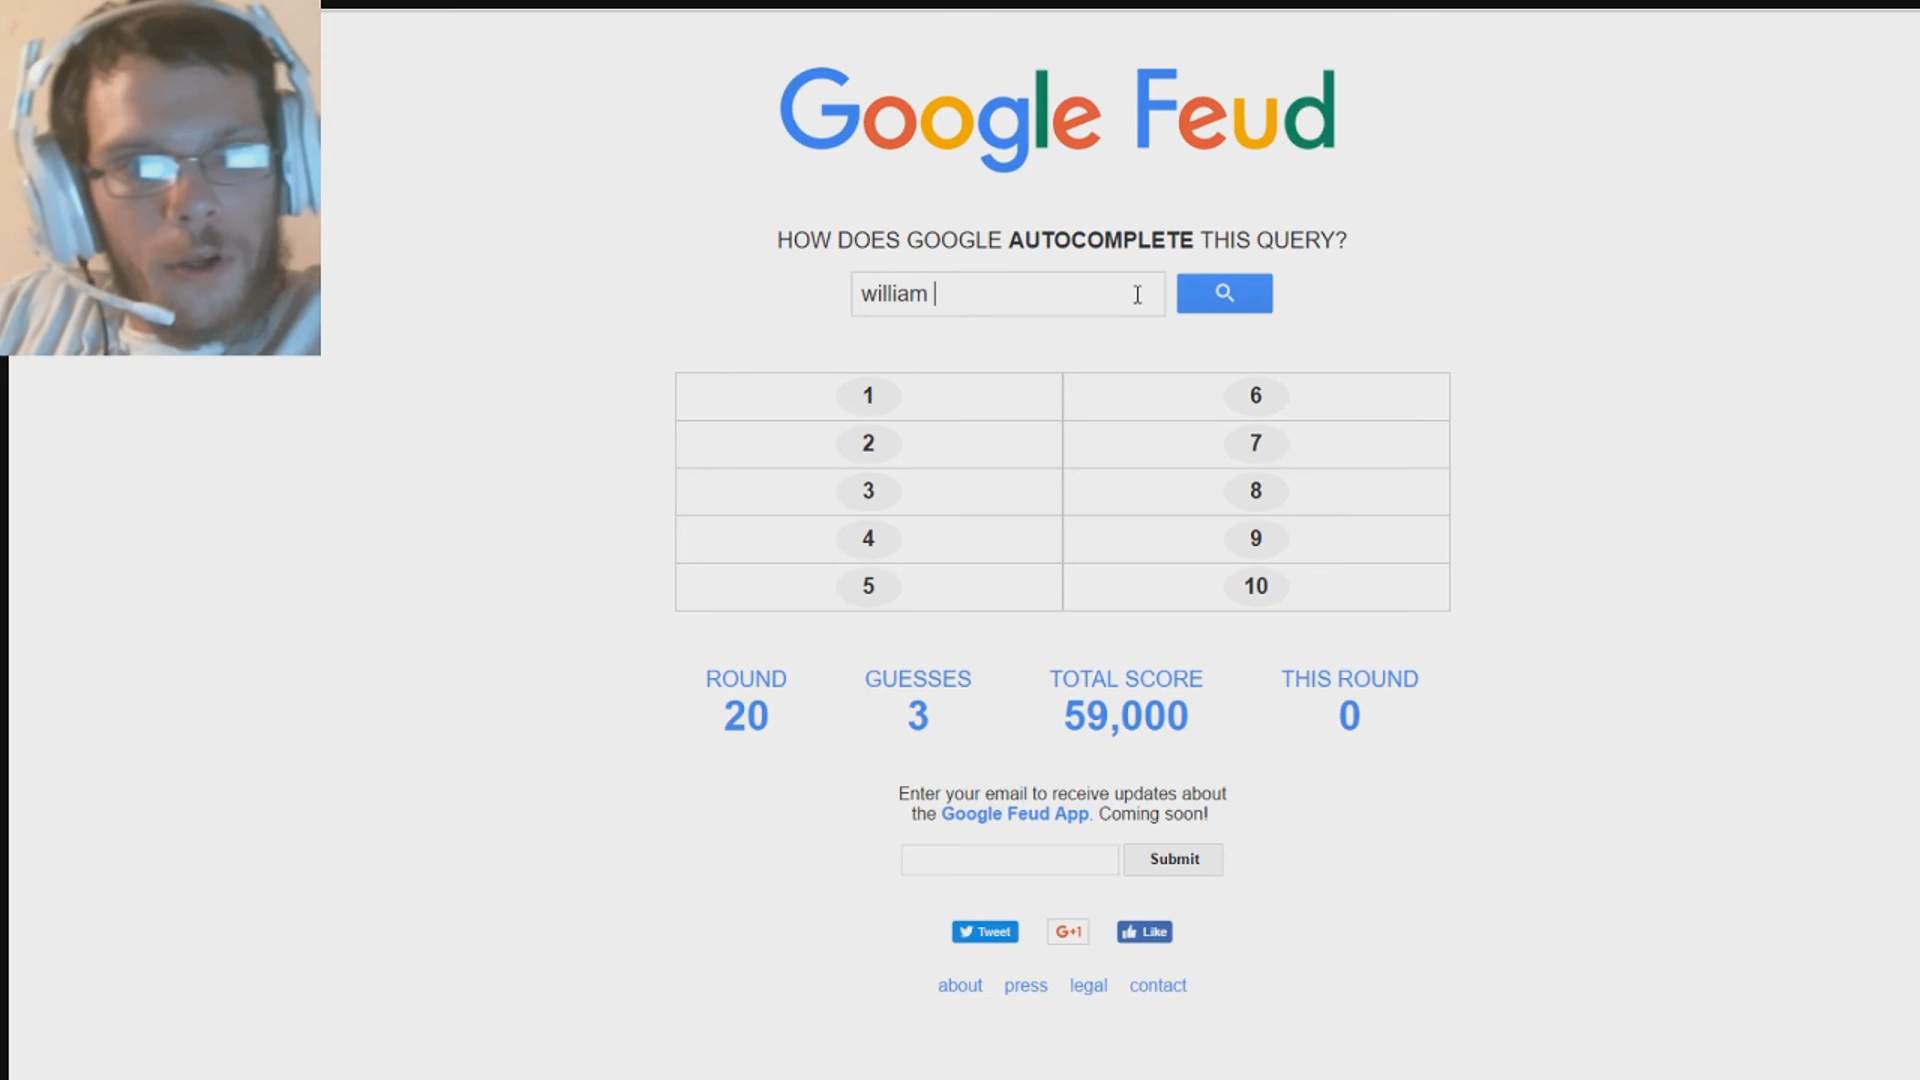 Google Feud
HOW DOES GOOGLE AUTOCOMPLETE THIS QUERY?
william
1
2
3
4
5
6
7
8
9
10
ROUND
20
GUESSES
3
TOTAL SCORE
59,000
THIS ROUND
0
Enter your email to receive updates about
the Google Feud App. Coming soon!
Submit
Tweet
G+1
Like
about press legal contact